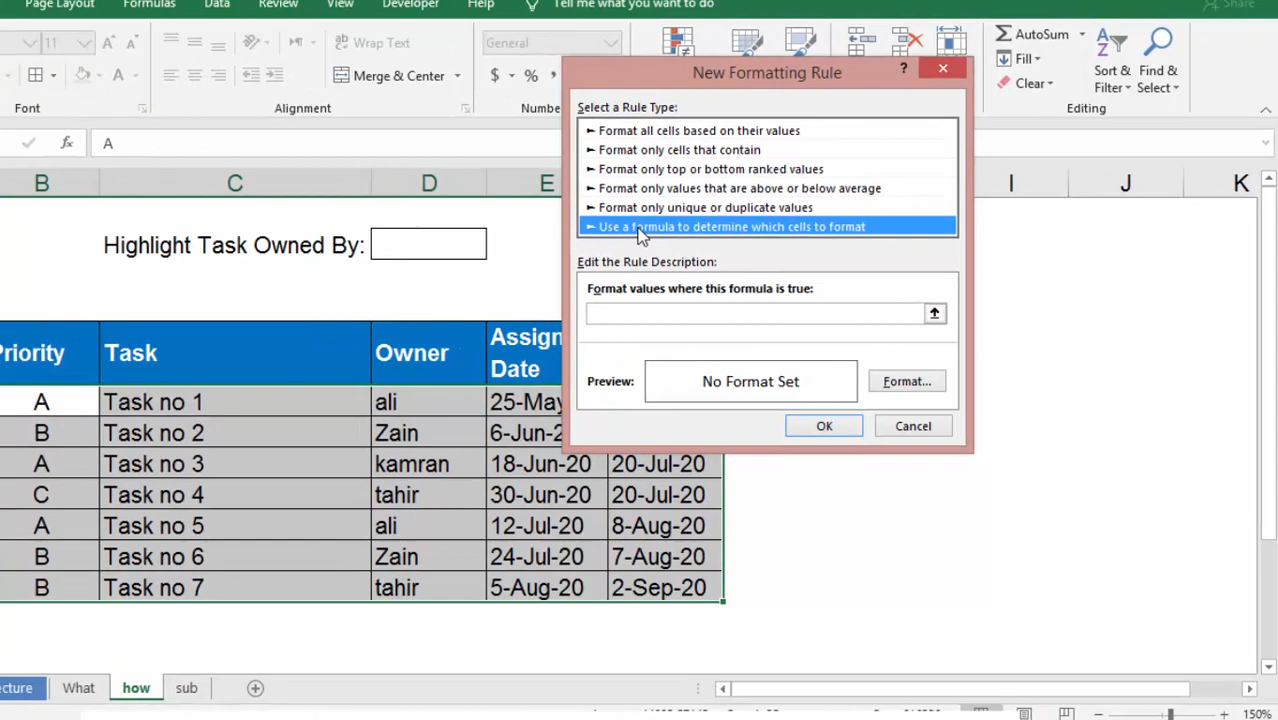 Page Layout Formulas Data Review View Developer Help Tell me what you want to do Share
11 A A Wrap Text General AutoSum
A Merge & Center $ % Fill Sort & Find &
Clear Filter Select
Font Alignment Editing
New Formatting Rule ?
Select a Rule Type:
► Format all cells based on their values
► Format only cells that contain
► Format only top or bottom ranked values
► Format only values that are above or below average
► Format only unique or duplicate values
► Use a formula to determine which cells to format
Edit the Rule Description:
Format values where this formula is true:
Preview: No Format Set Format...
OK Cancel
fx A
B C D E I J K
Highlight Task Owned By:
Task Owner
Date
A Task no 1 ali
B Task no 2 Zain
A Task no 3 kamran 18-Jun-20 20-Jul-20
C Task no 4 tahir 30-Jun-20 20-Jul-20
A Task no 5 ali 12-Jul-20 8-Aug-20
B Task no 6 Zain 24-Jul-20 7-Aug-20
B Task no 7 tahir 5-Aug-20 2-Sep-20
What how sub
150%